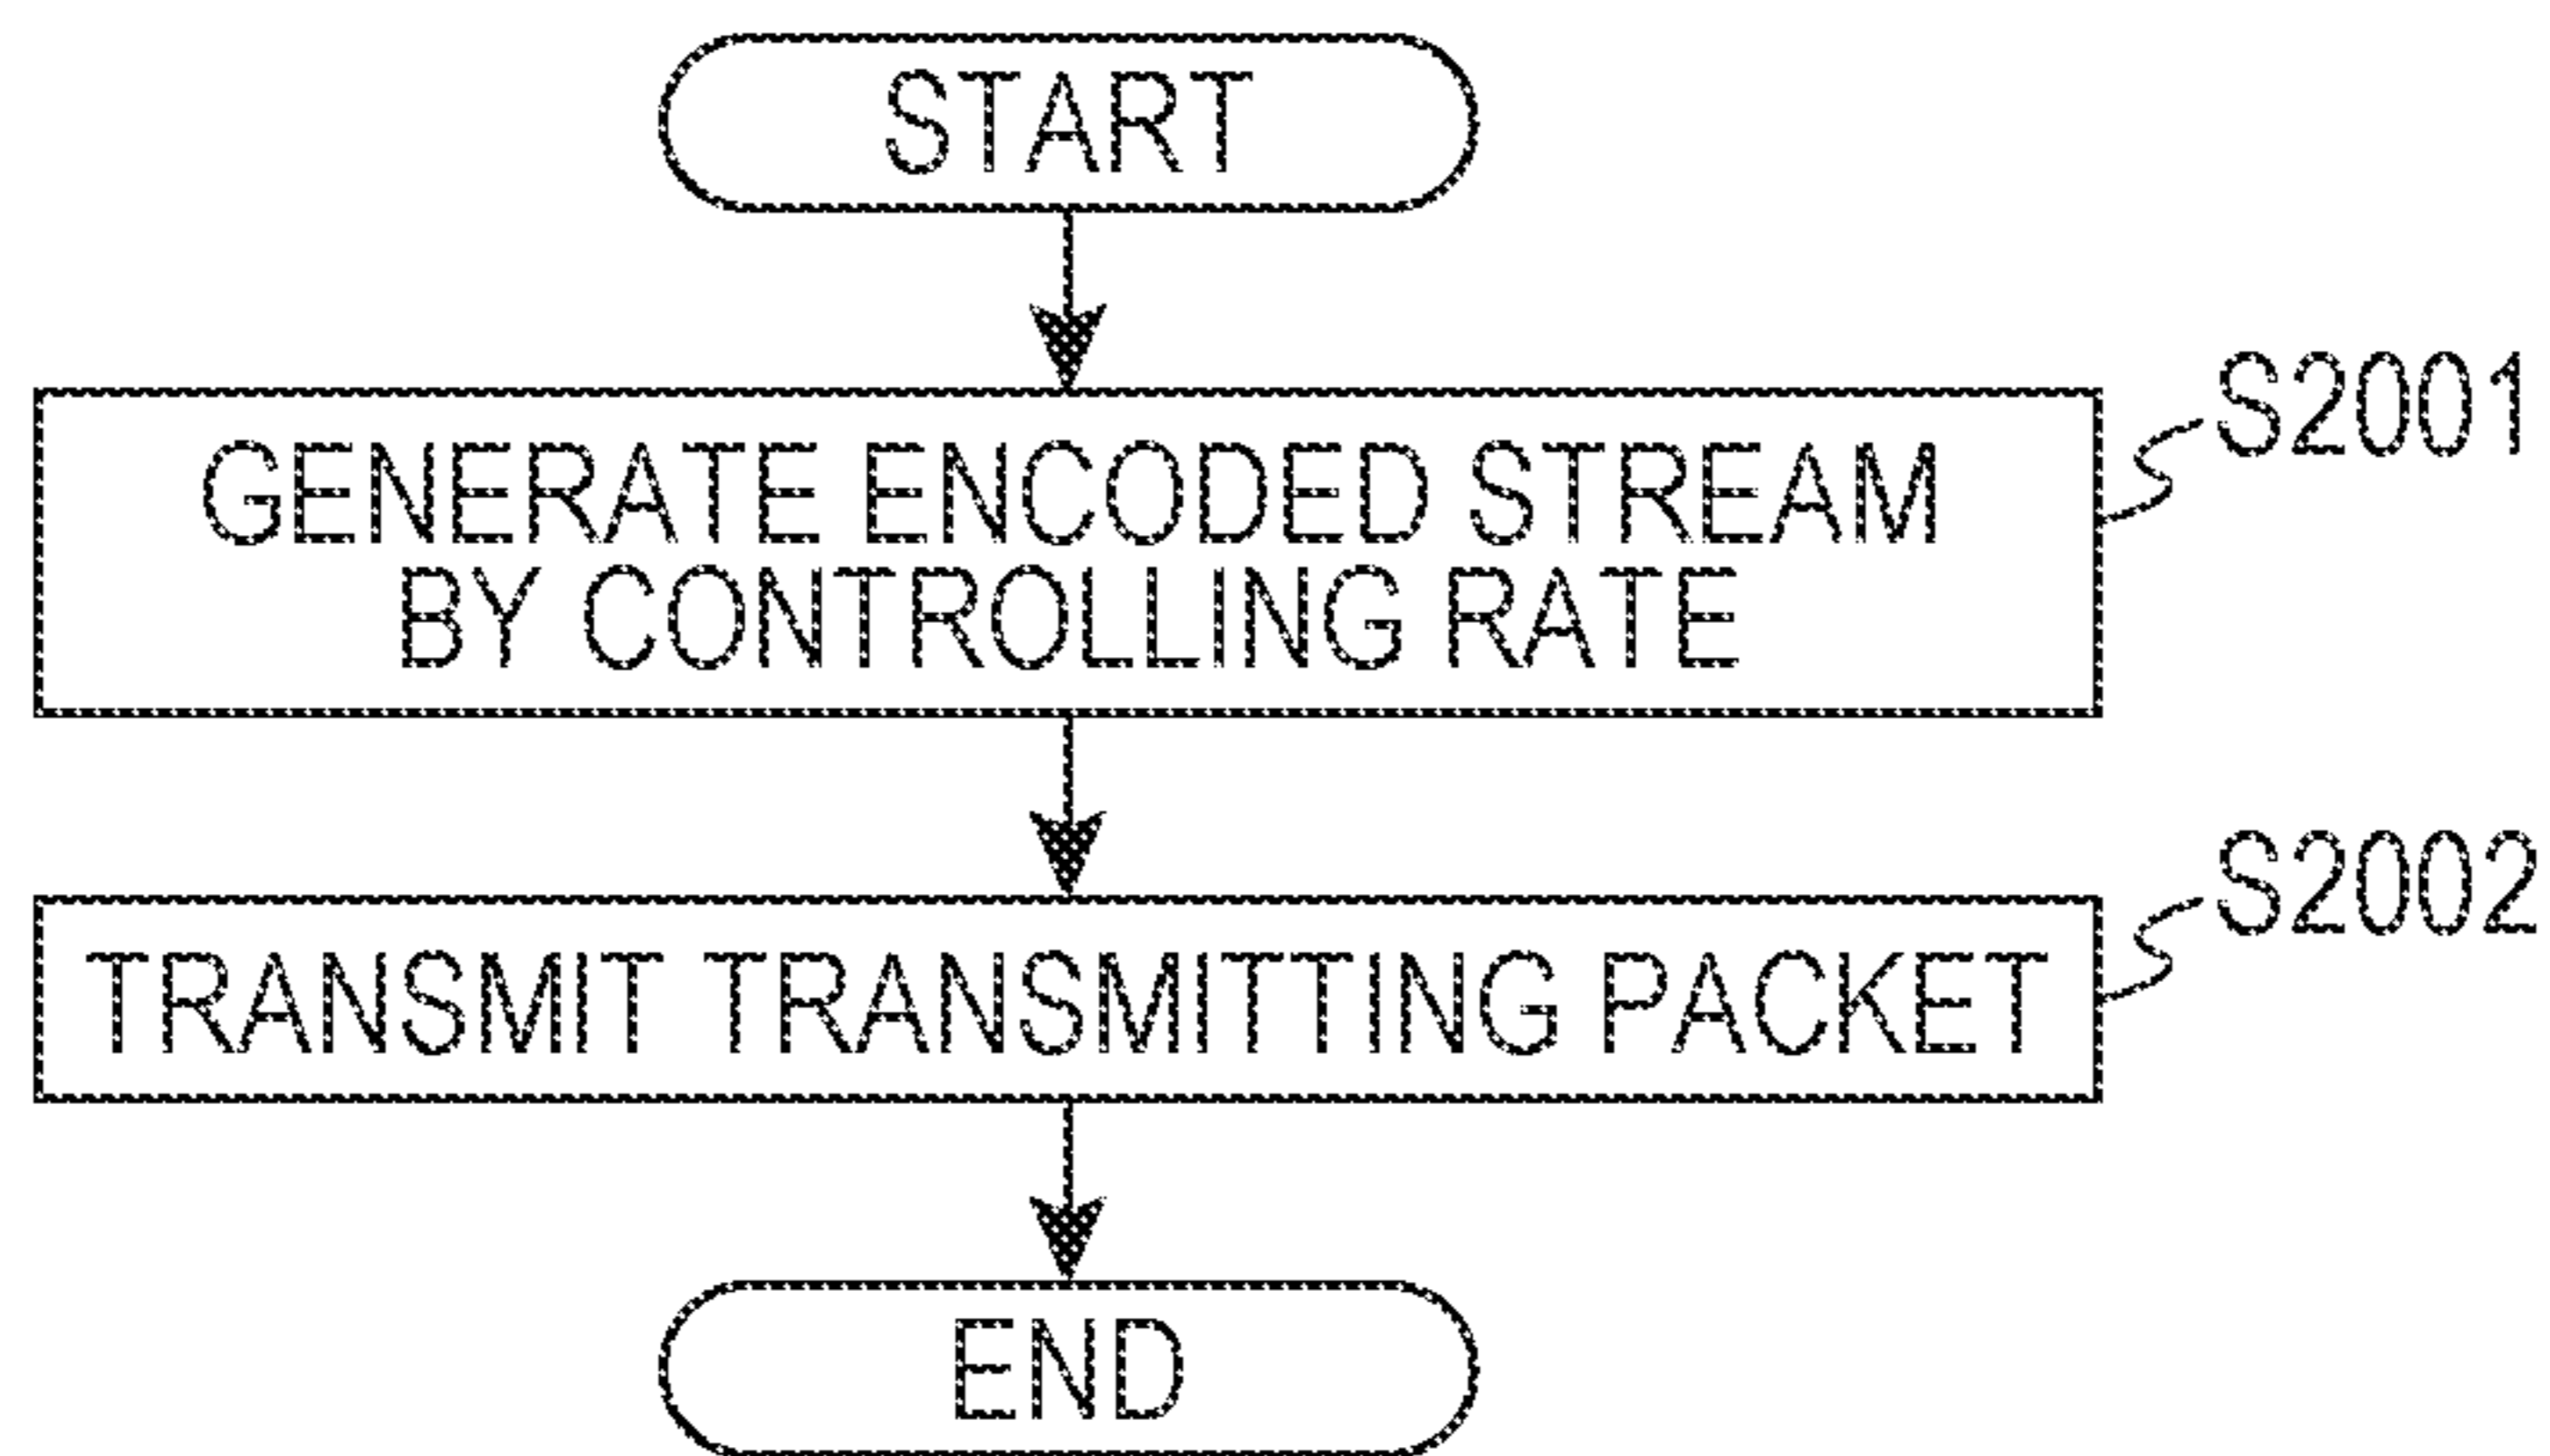 START
S2001
GENERATE ENCODED STREAM
BY CONTROLLING RATE
S2002
TRANSMIT TRANSMITTING PACKET
END